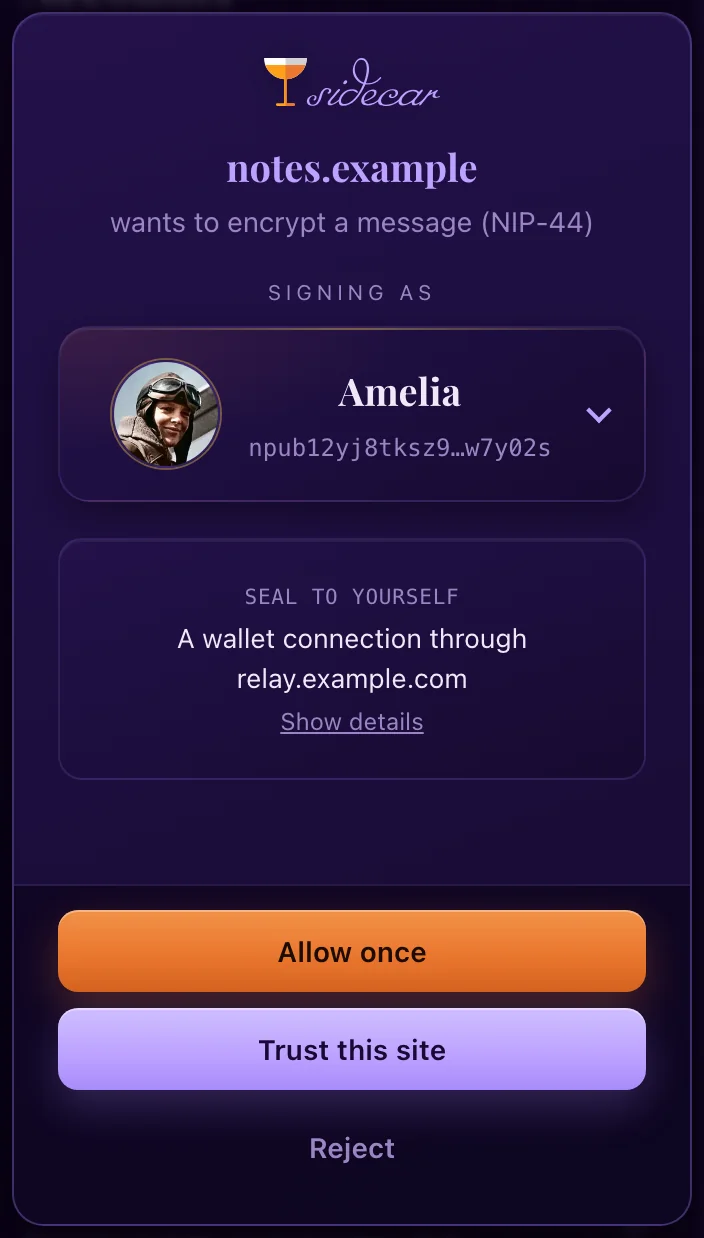 sidecar
notes.example
wants to encrypt a message (NIP-44)
SIGNING AS
Amelia
npub12yj8tksz9…w7y02s
SEAL TO YOURSELF
A wallet connection through
relay.example.com
Show details
Allow once
Trust this site
Reject